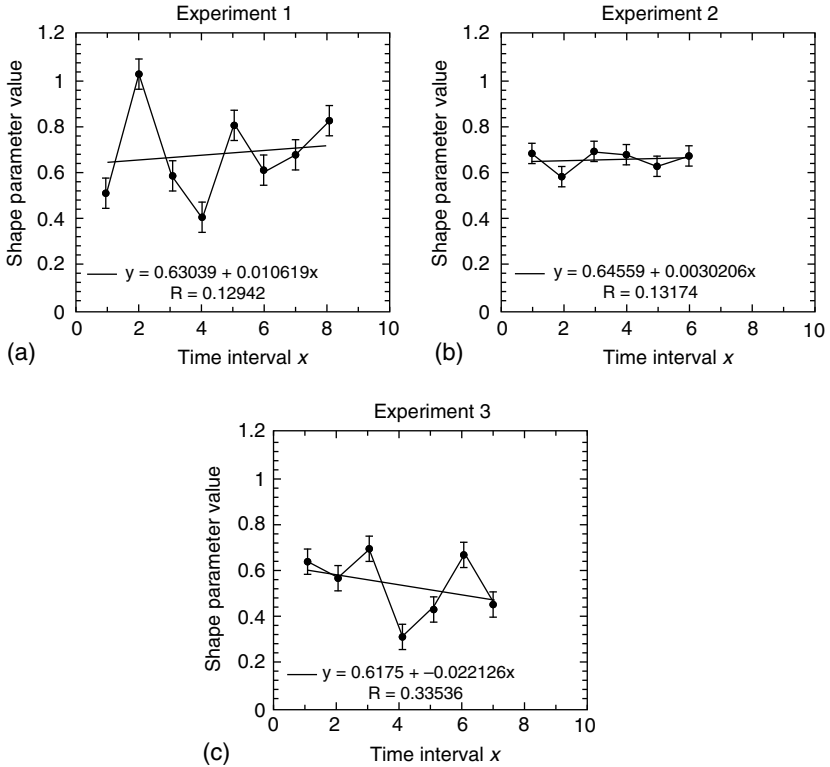 Experiment 1
1.2
1
0.8
0.6
0.4
0.2
0
Shape parameter value
y = 0.63039 + 0.010619x
R = 0.12942
0 2 4 6 8 10
Time interval x
(a)
Experiment 2
1.2
1
0.8
0.6
0.4
0.2
0
Shape parameter value
y = 0.64559 + 0.0030206x
R = 0.13174
0 2 4 6 8 10
Time interval x
(b)
Experiment 3
1.2
1
0.8
0.6
0.4
0.2
0
Shape parameter value
y = 0.6175 + –0.022126x
R = 0.33536
0 2 4 6 8 10
Time interval x
(c)